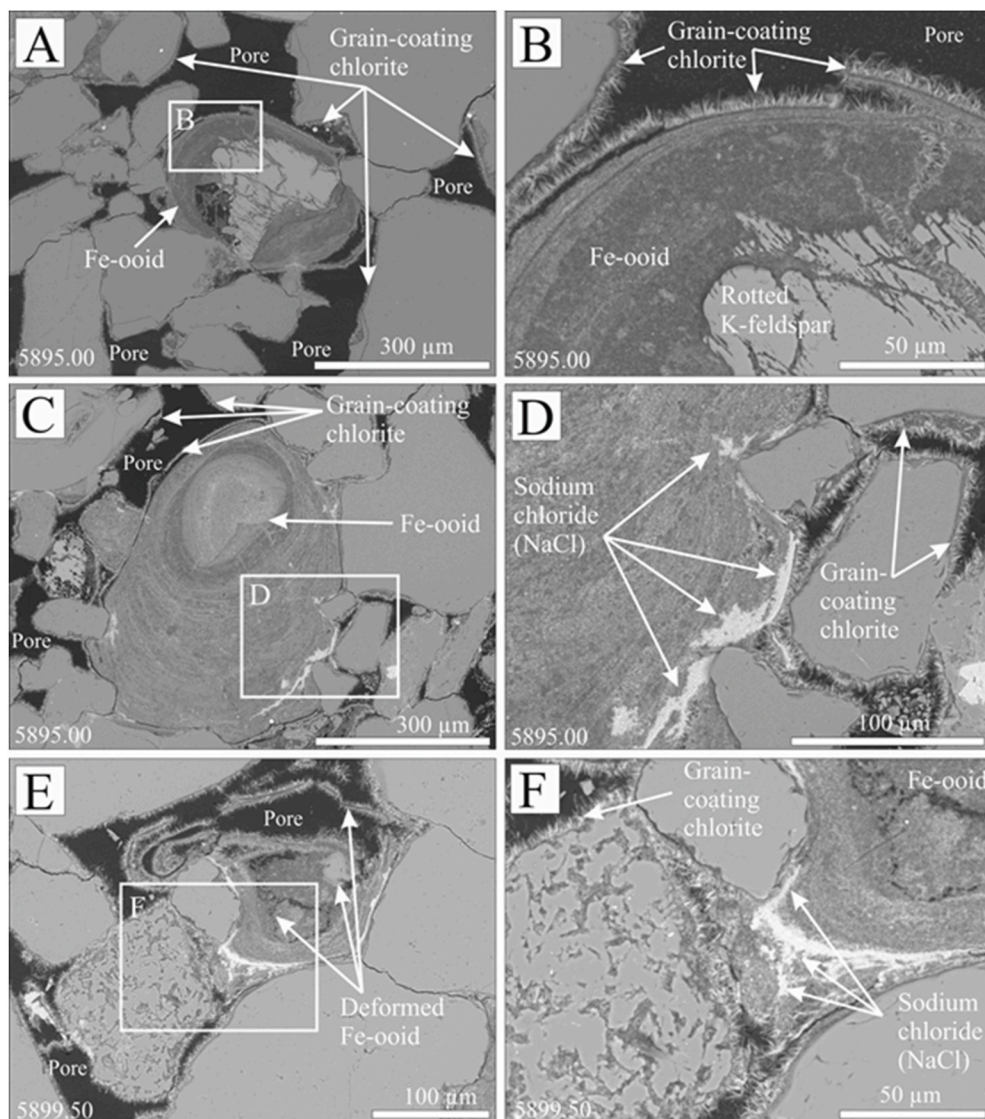 A
Pore
Grain-coating
chlorite
B
Pore
Fe-ooid
Pore
Pore
300 µm
5895.00
B
Grain-coating
chlorite
Pore
Fe-ooid
Rotted
K-feldspar
50 µm
5895.00
C
Grain-coating
chlorite
Pore
Fe-ooid
D
Pore
300 µm
5895.00
D
Sodium
chloride
(NaCl)
Grain-
coating
chlorite
100 µm
5895.00
E
Pore
F
Deformed
Fe-ooid
Pore
100 µm
5899.50
F
Grain-
coating
chlorite
Fe-ooid
Sodium
chloride
(NaCl)
50 µm
5899.50